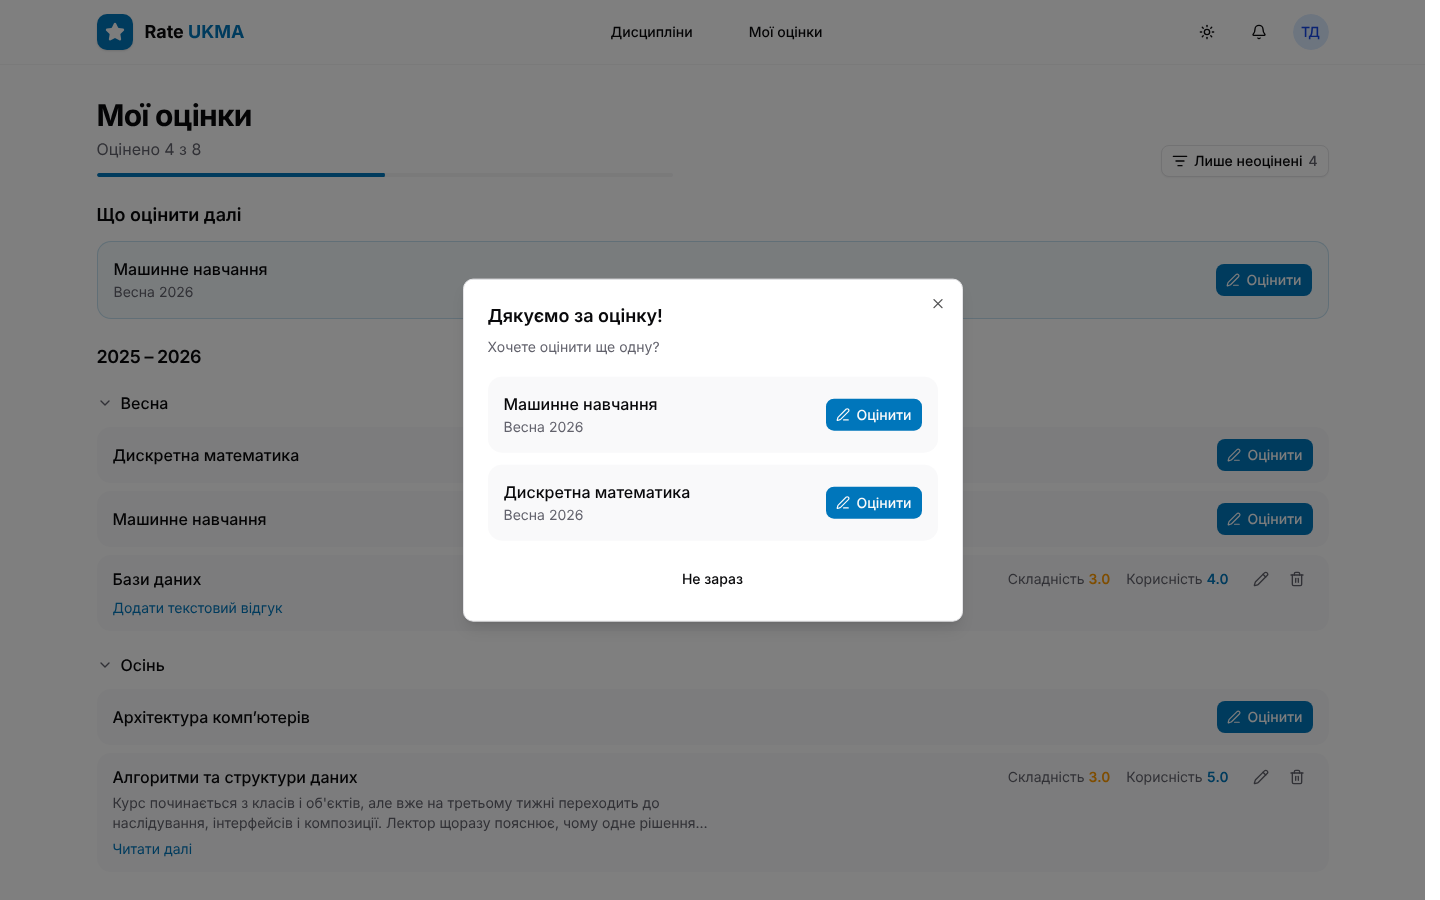 Rate UKMA
Дисципліни
Мої оцінки
ТД
Мої оцінки
Оцінено 4 з 8
Лише неоцінені 4
Що оцінити далі
Машинне навчання
Весна 2026
Оцінити
Дякуємо за оцінку!
Хочете оцінити ще одну?
Машинне навчання
Весна 2026
Оцінити
Дискретна математика
Весна 2026
Оцінити
Не зараз
2025 – 2026
Весна
Дискретна математика
Оцінити
Машинне навчання
Оцінити
Бази даних
Складність 3.0 Корисність 4.0
Додати текстовий відгук
Осінь
Архітектура комп’ютерів
Оцінити
Алгоритми та структури даних
Складність 3.0 Корисність 5.0
Курс починається з класів і об'єктів, але вже на третьому тижні переходить до
наслідування, інтерфейсів і композиції. Лектор щоразу пояснює, чому одне рішення...
Читати далі